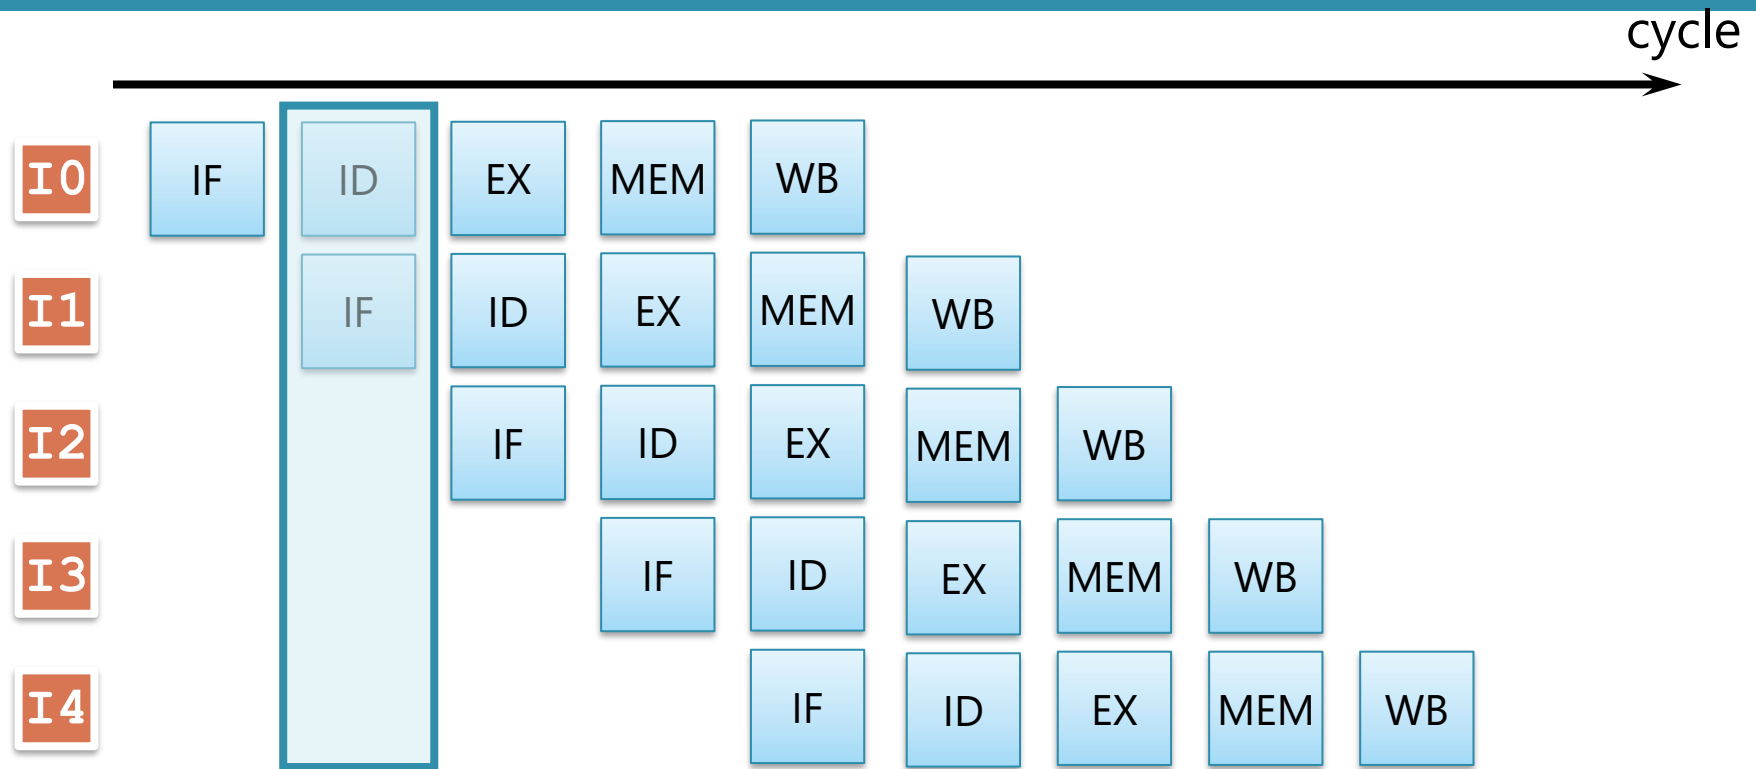 cycle
I0 IF ID EX MEM WB
I1 IF ID EX MEM WB
I2 IF ID EX MEM WB
I3 IF ID EX MEM WB
I4 IF ID EX MEM WB